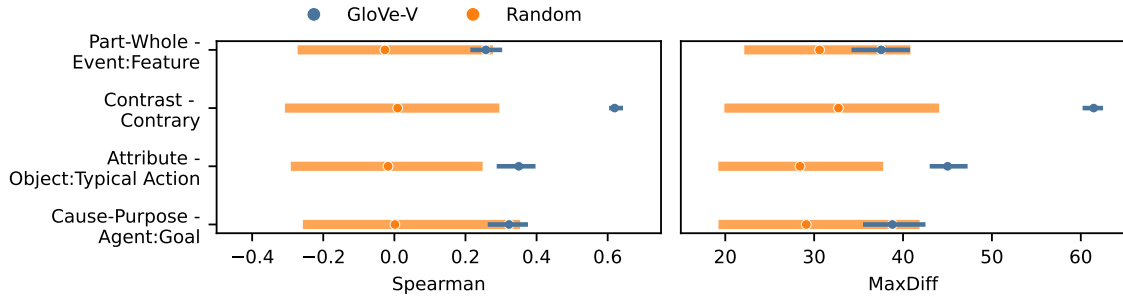 GloVe-V Random
Part-Whole -
Event:Feature
Contrast -
Contrary
Attribute -
Object:Typical Action
Cause-Purpose -
Agent:Goal
−0.4 −0.2 0.0 0.2 0.4 0.6
20 30 40 50 60
Spearman
MaxDiff